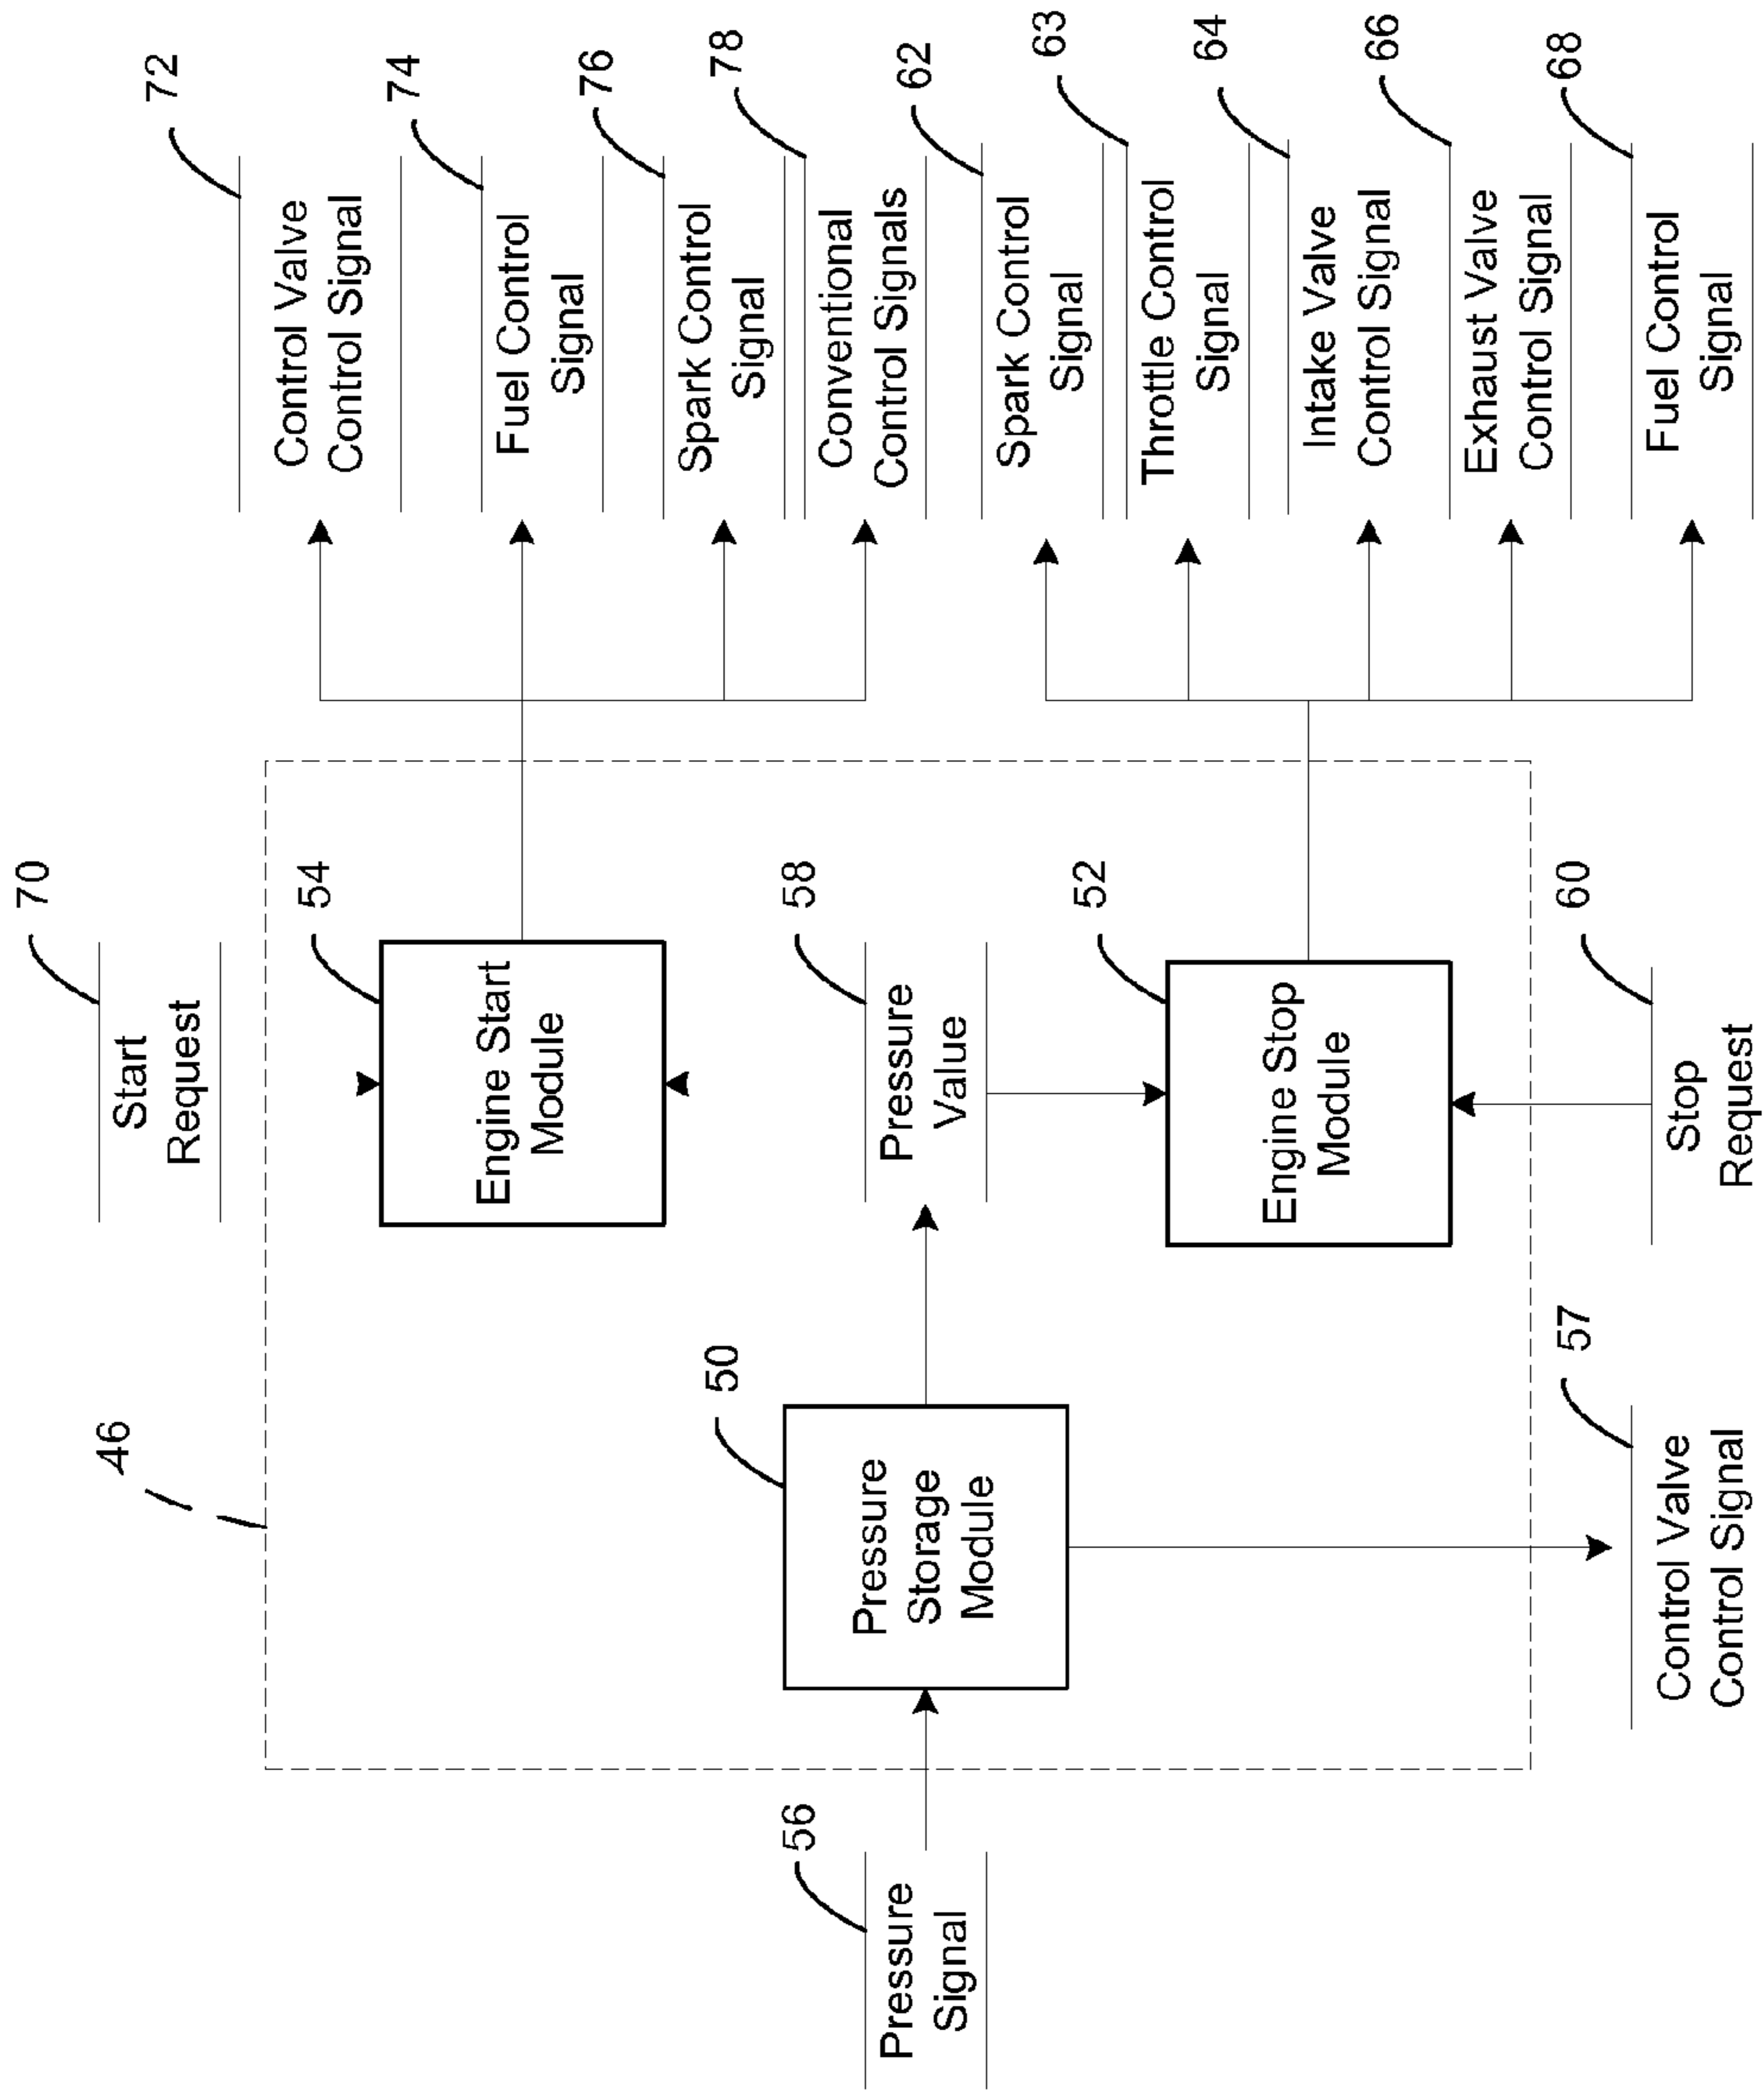 46
70
Start
Request
54
Engine Start
Module
72
Control Valve
Control Signal
74
Fuel Control
Signal
76
Spark Control
Signal
78
Conventional
Control Signals
56
Pressure
Signal
50
Pressure
Storage
Module
58
Pressure
Value
52
Engine Stop
Module
62
Spark Control
Signal
63
Throttle Control
Signal
64
Intake Valve
Control Signal
66
Exhaust Valve
Control Signal
68
Fuel Control
Signal
57
Control Valve
Control Signal
60
Stop
Request